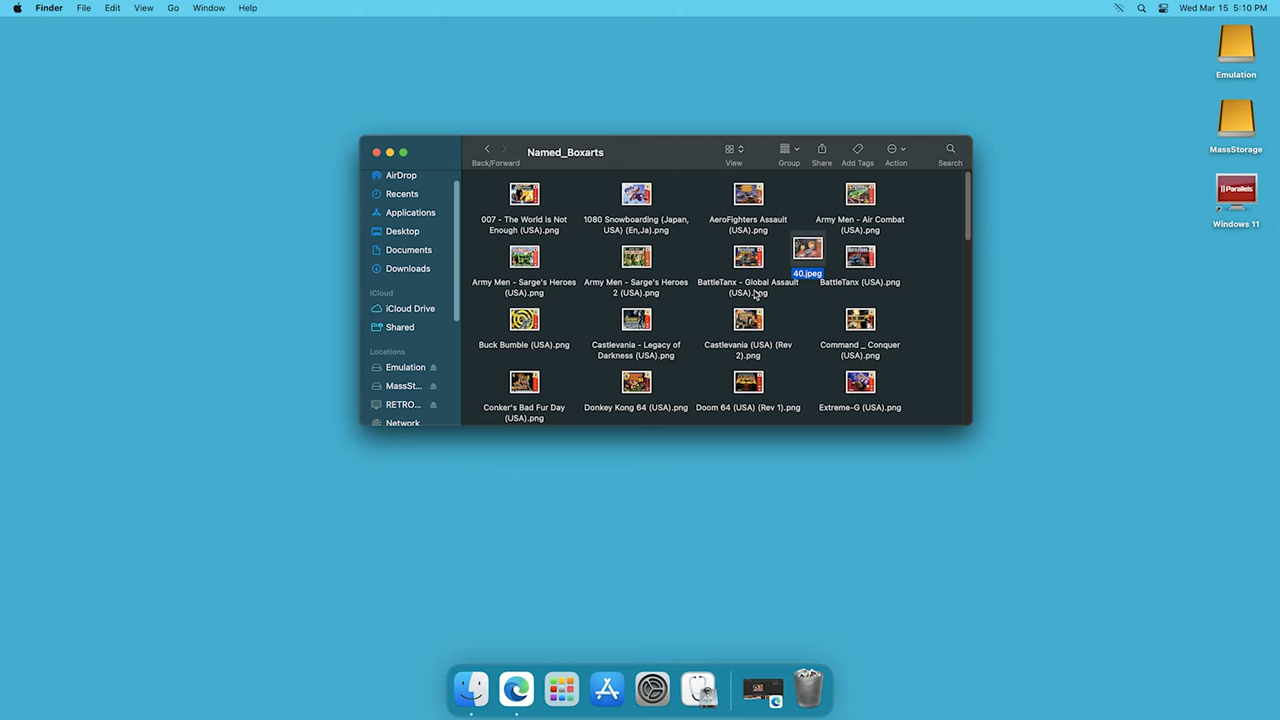 Finder File Edit View Go Window Help Wed Mar 15 5:10 PM
Emulation
MassStorage
Parallels
Windows 11
Named_Boxarts
Back/Forward View Group Share Add Tags Action Search
AirDrop
Recents
Applications
Desktop
Documents
Downloads
iCloud
iCloud Drive
Shared
Locations
Emulation
MassSt...
RETRO...
Network
007 - The World Is Not
Enough (USA).png
1080 Snowboarding (Japan,
USA) (En,Ja).png
AeroFighters Assault
(USA).png
Army Men - Air Combat
(USA).png
40.jpeg
Army Men - Sarge's Heroes
(USA).png
Army Men - Sarge's Heroes
2 (USA).png
BattleTanx - Global Assault
(USA).png
BattleTanx (USA).png
Buck Bumble (USA).png
Castlevania - Legacy of
Darkness (USA).png
Castlevania (USA) (Rev
2).png
Command _ Conquer
(USA).png
Conker's Bad Fur Day
(USA).png
Donkey Kong 64 (USA).png
Doom 64 (USA) (Rev 1).png
Extreme-G (USA).png